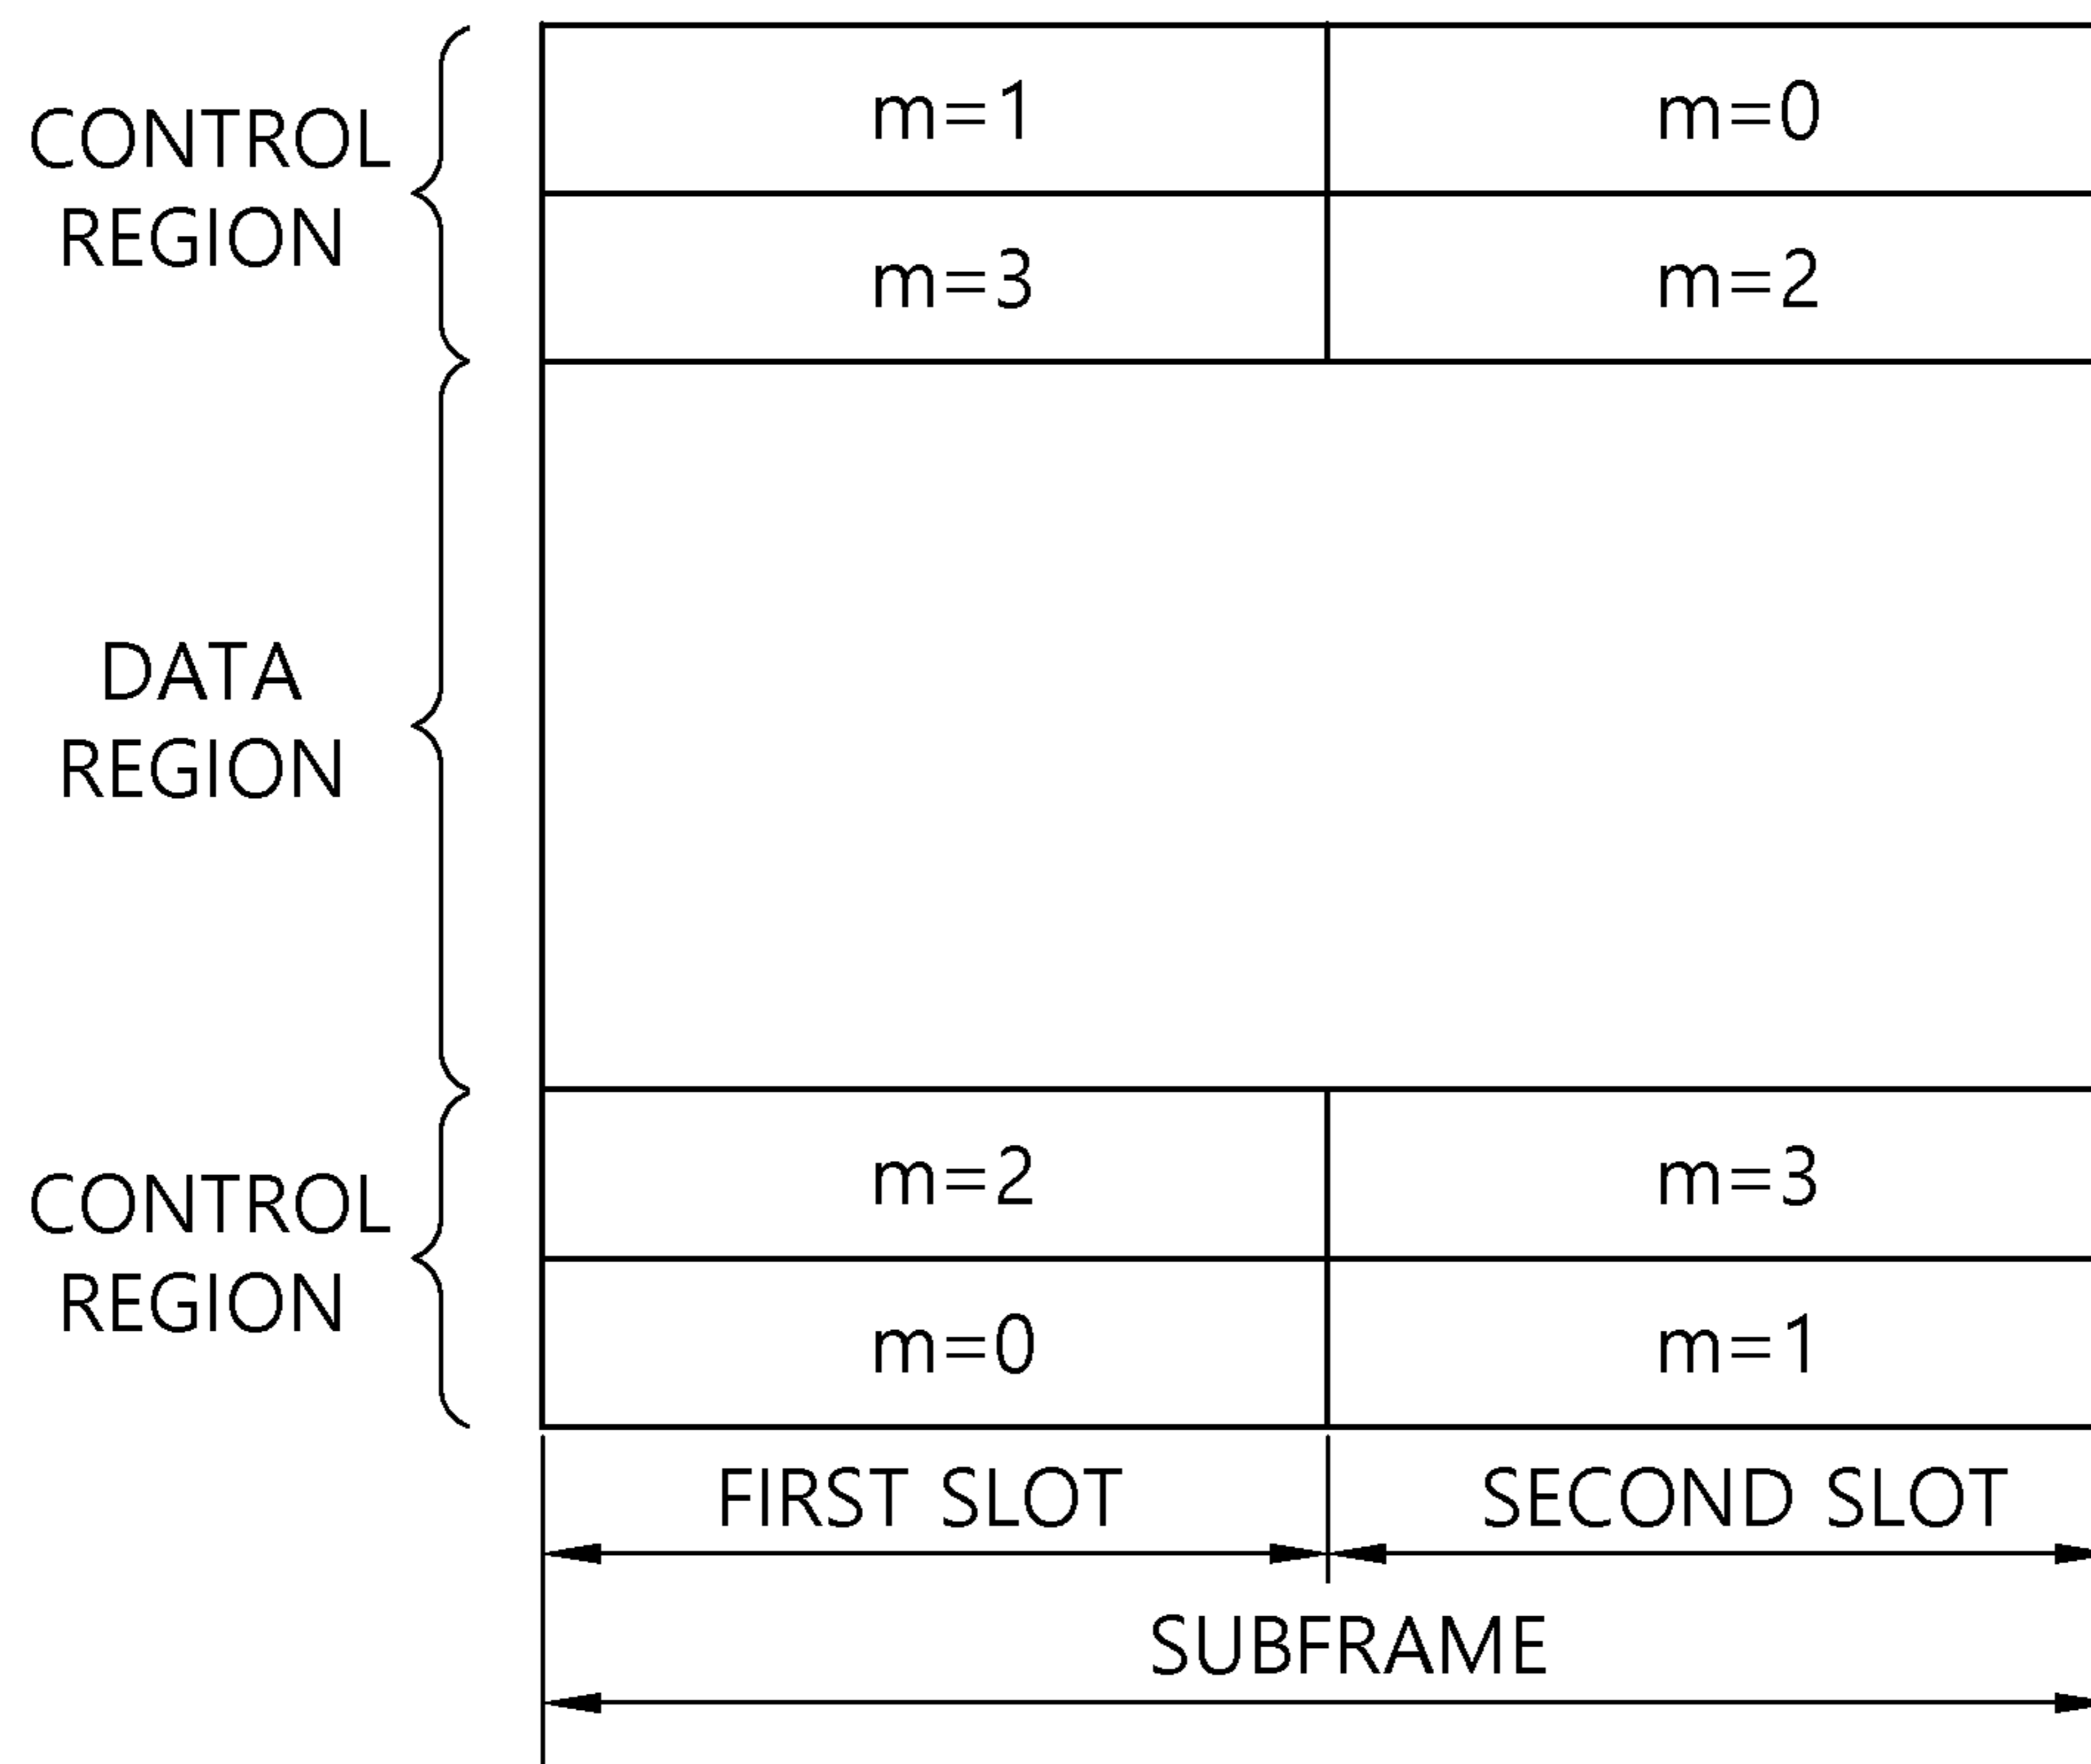 CONTROL
REGION
m=1
m=0
m=3
m=2
DATA
REGION
CONTROL
REGION
m=2
m=3
m=0
m=1
FIRST SLOT
SECOND SLOT
SUBFRAME